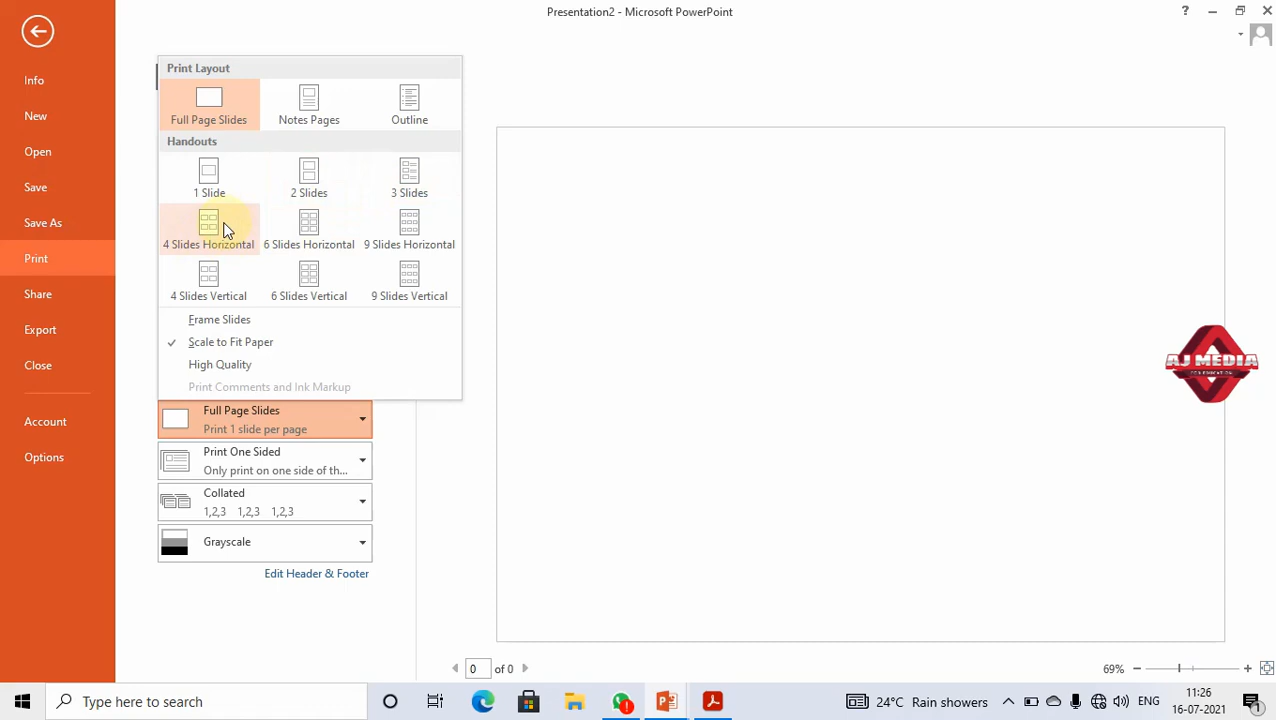 Presentation2 - Microsoft PowerPoint
?
Info
New
Open
Save
Save As
Print
Share
Export
Close
Account
Options
Print Layout
Full Page Slides
Notes Pages
Outline
Handouts
1 Slide
2 Slides
3 Slides
4 Slides Horizontal
6 Slides Horizontal
9 Slides Horizontal
4 Slides Vertical
6 Slides Vertical
9 Slides Vertical
Frame Slides
Scale to Fit Paper
High Quality
Print Comments and Ink Markup
Full Page Slides
Print 1 slide per page
Print One Sided
Only print on one side of th...
Collated
1,2,3 1,2,3 1,2,3
Grayscale
Edit Header & Footer
AJ MEDIA
FOR EDUCATION
0 of 0
69%
Type here to search
24°C Rain showers
ENG
11:26
16-07-2021
1